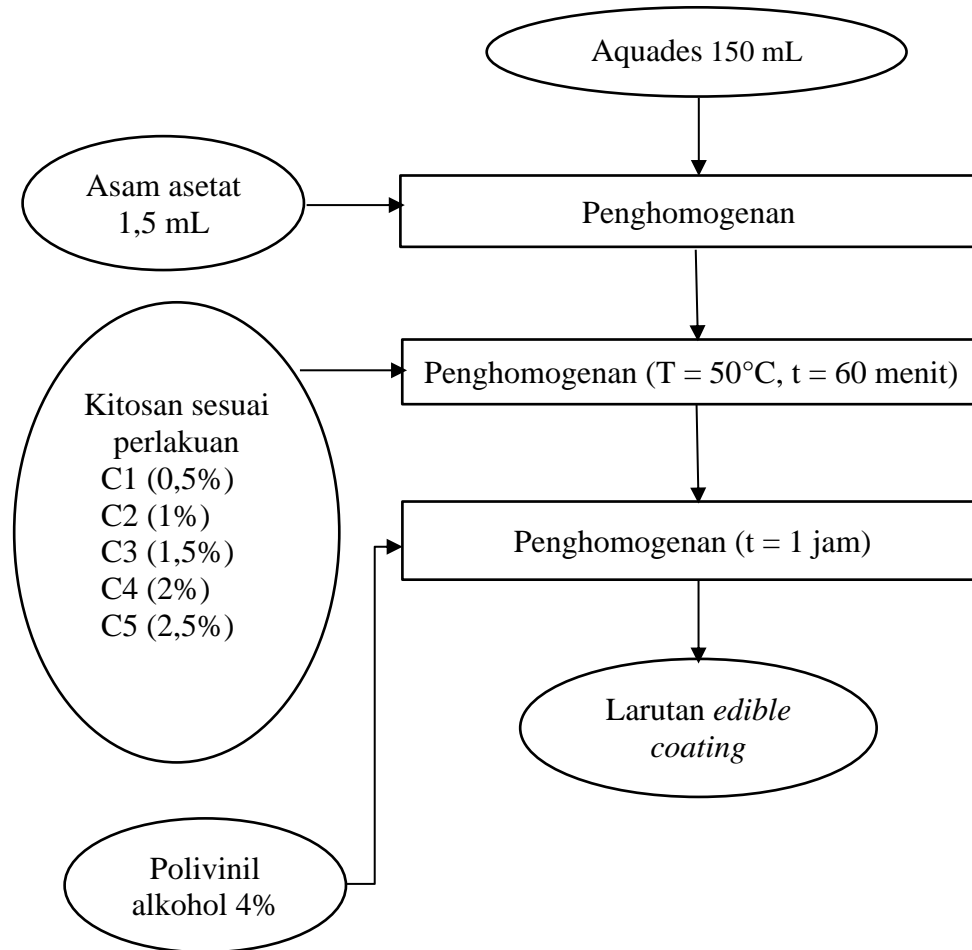 Aquades 150 mL
Asam asetat
1,5 mL
Penghomogenan
Kitosan sesuai
perlakuan
C1 (0,5%)
C2 (1%)
C3 (1,5%)
C4 (2%)
C5 (2,5%)
Penghomogenan (T = 50°C, t = 60 menit)
Polivinil
alkohol 4%
Penghomogenan (t = 1 jam)
Larutan edible
coating